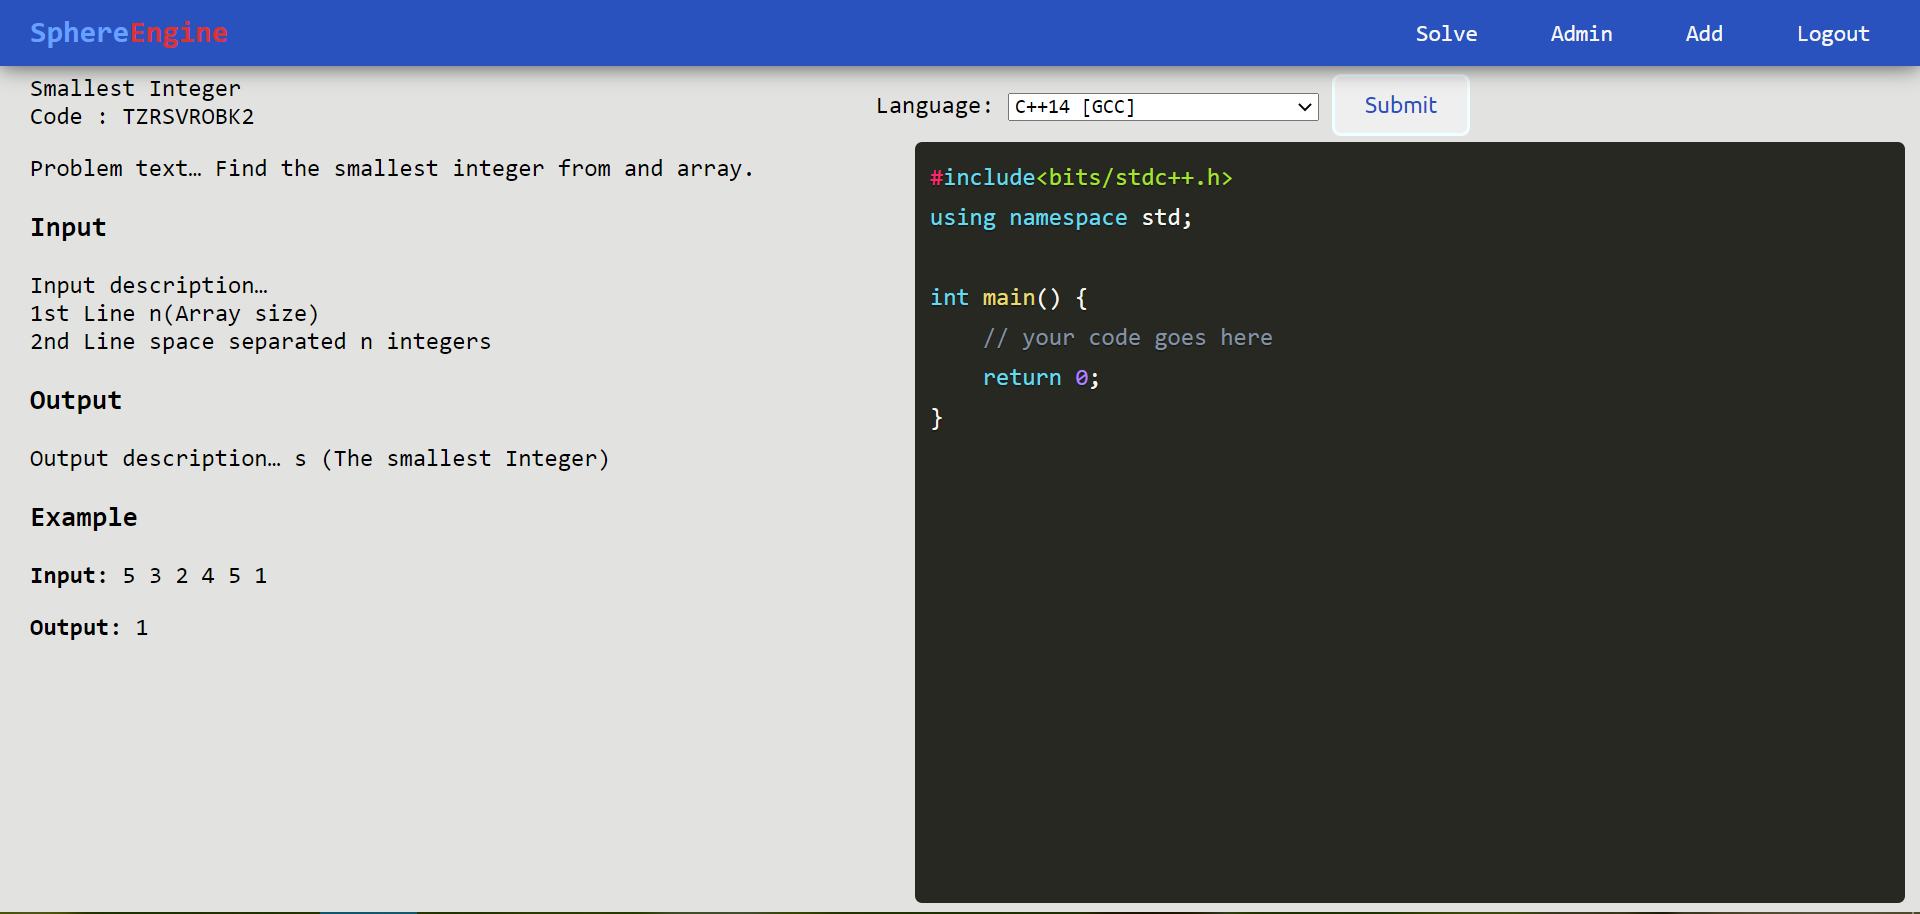 SphereEngine
Solve Admin Add Logout
Smallest Integer
Code : TZRSVROBK2
Problem text… Find the smallest integer from and array.
Input
Input description…
1st Line n(Array size)
2nd Line space separated n integers
Output
Output description… s (The smallest Integer)
Example
Input: 5 3 2 4 5 1
Output: 1
Language: C++14 [GCC] Submit
#include<bits/stdc++.h>
using namespace std;
int main() {
// your code goes here
return 0;
}